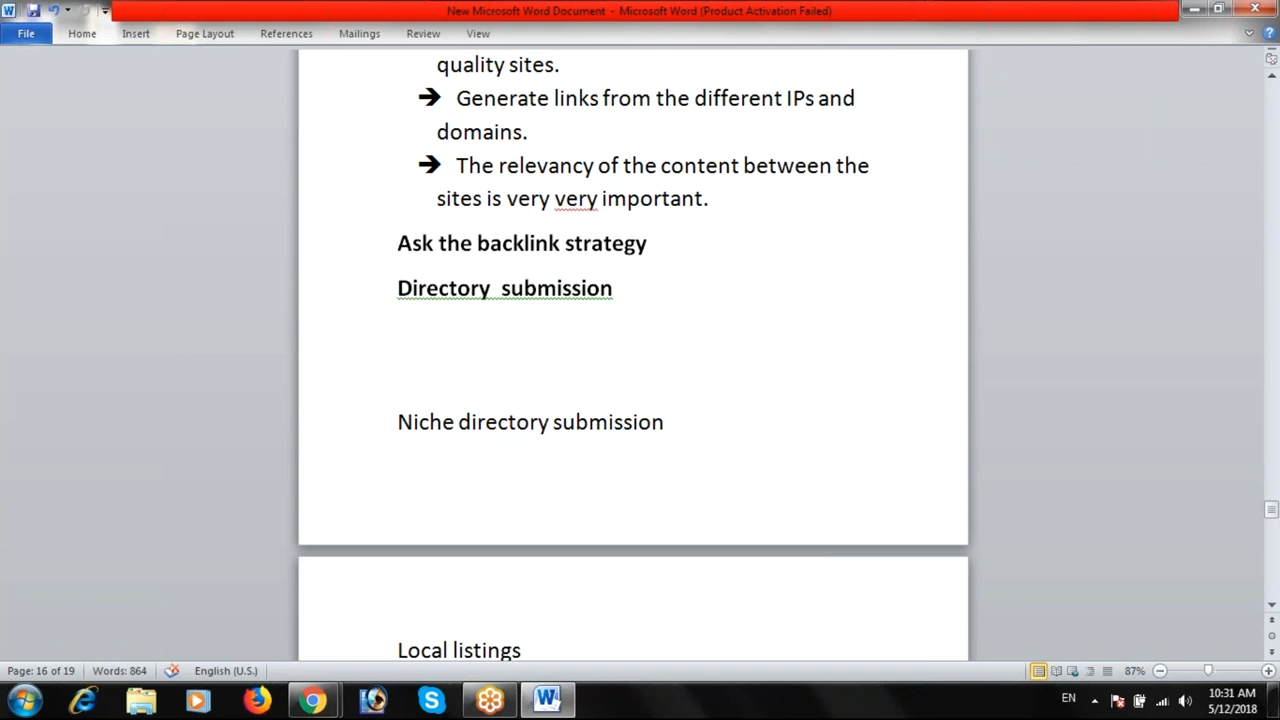 New Microsoft Word Document - Microsoft Word (Product Activation Failed)
File Home Insert Page Layout References Mailings Review View
quality sites.
➔ Generate links from the different IPs and
domains.
➔ The relevancy of the content between the
sites is very very important.
Ask the backlink strategy
Directory submission
Niche directory submission
Local listings
Page: 16 of 19 Words: 864 English (U.S.) 87%
EN 10:31 AM
5/12/2018